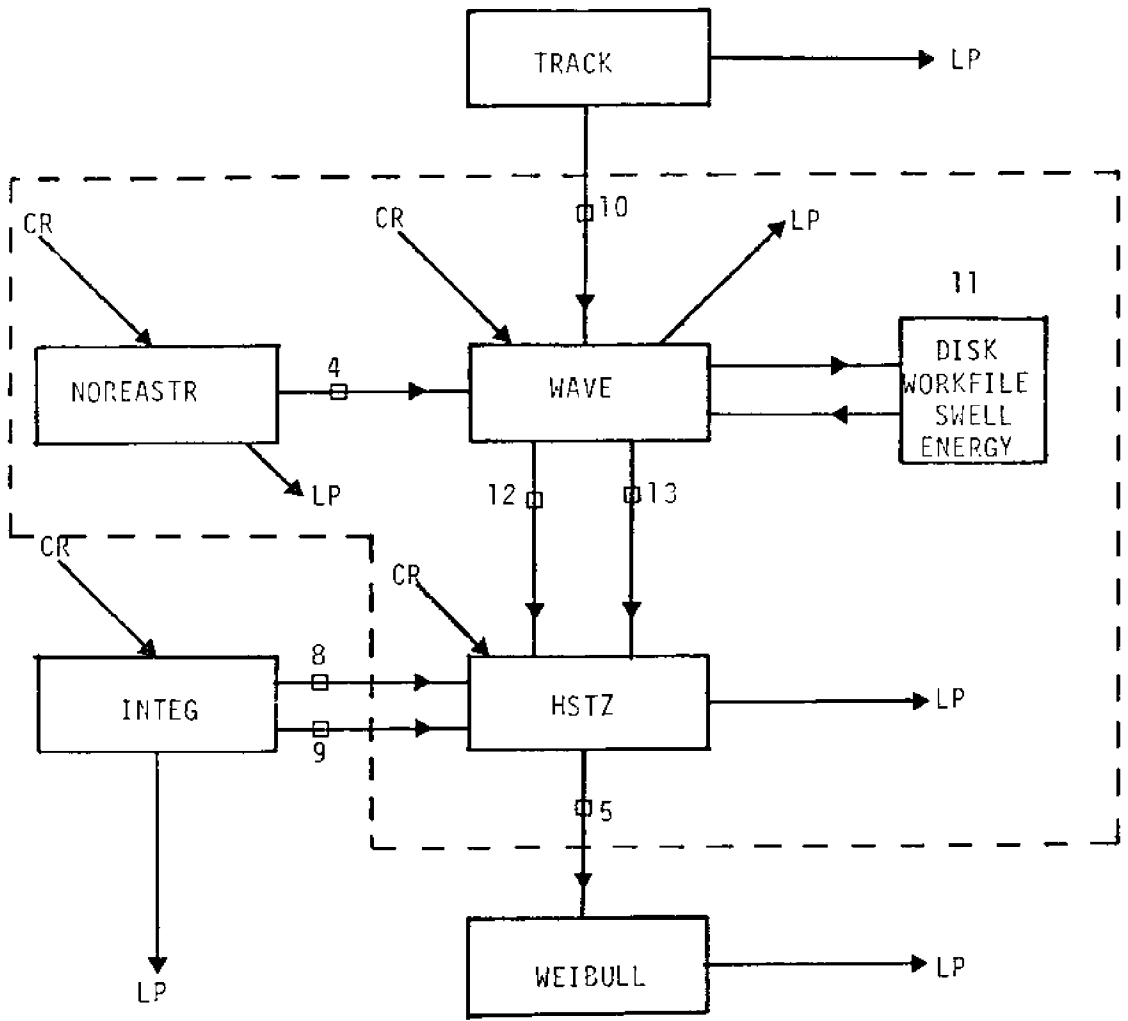 TRACK
LP
10
CR
CR
LP
11
NOREASTR
4
WAVE
DISK
WORKFILE
SWELL
ENERGY
LP
12
13
CR
CR
INTEG
8
9
HSTZ
LP
5
LP
WEIBULL
LP